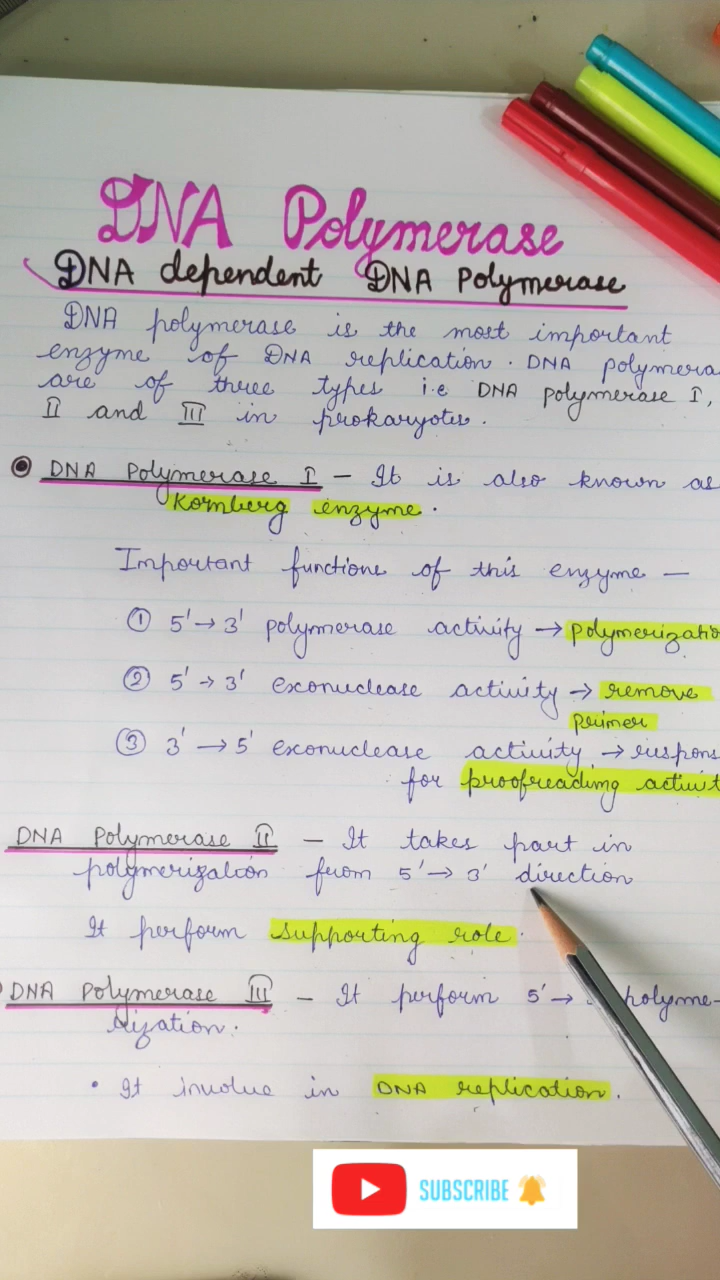 DNA Polymerase
DNA dependent DNA Polymerase
DNA polymerase is the most important
enzyme of DNA replication. DNA polymera
are of three types i.e DNA polymerase I,
II and III in prokaryotes.
DNA Polymerase I - It is also known as
Kornberg enzyme.
Important functions of this enzyme -
① 5' → 3' polymerase activity → polymerizatio
② 5' → 3' exonuclease activity → remove
primer
③ 3' → 5' exonuclease activity → respons
for proofreading activit
DNA Polymerase II - It takes part in
polymerization from 5' → 3' direction
It perform supporting role.
DNA Polymerase III - It perform 5' → polyme-
rization.
• It involve in DNA replication.
SUBSCRIBE